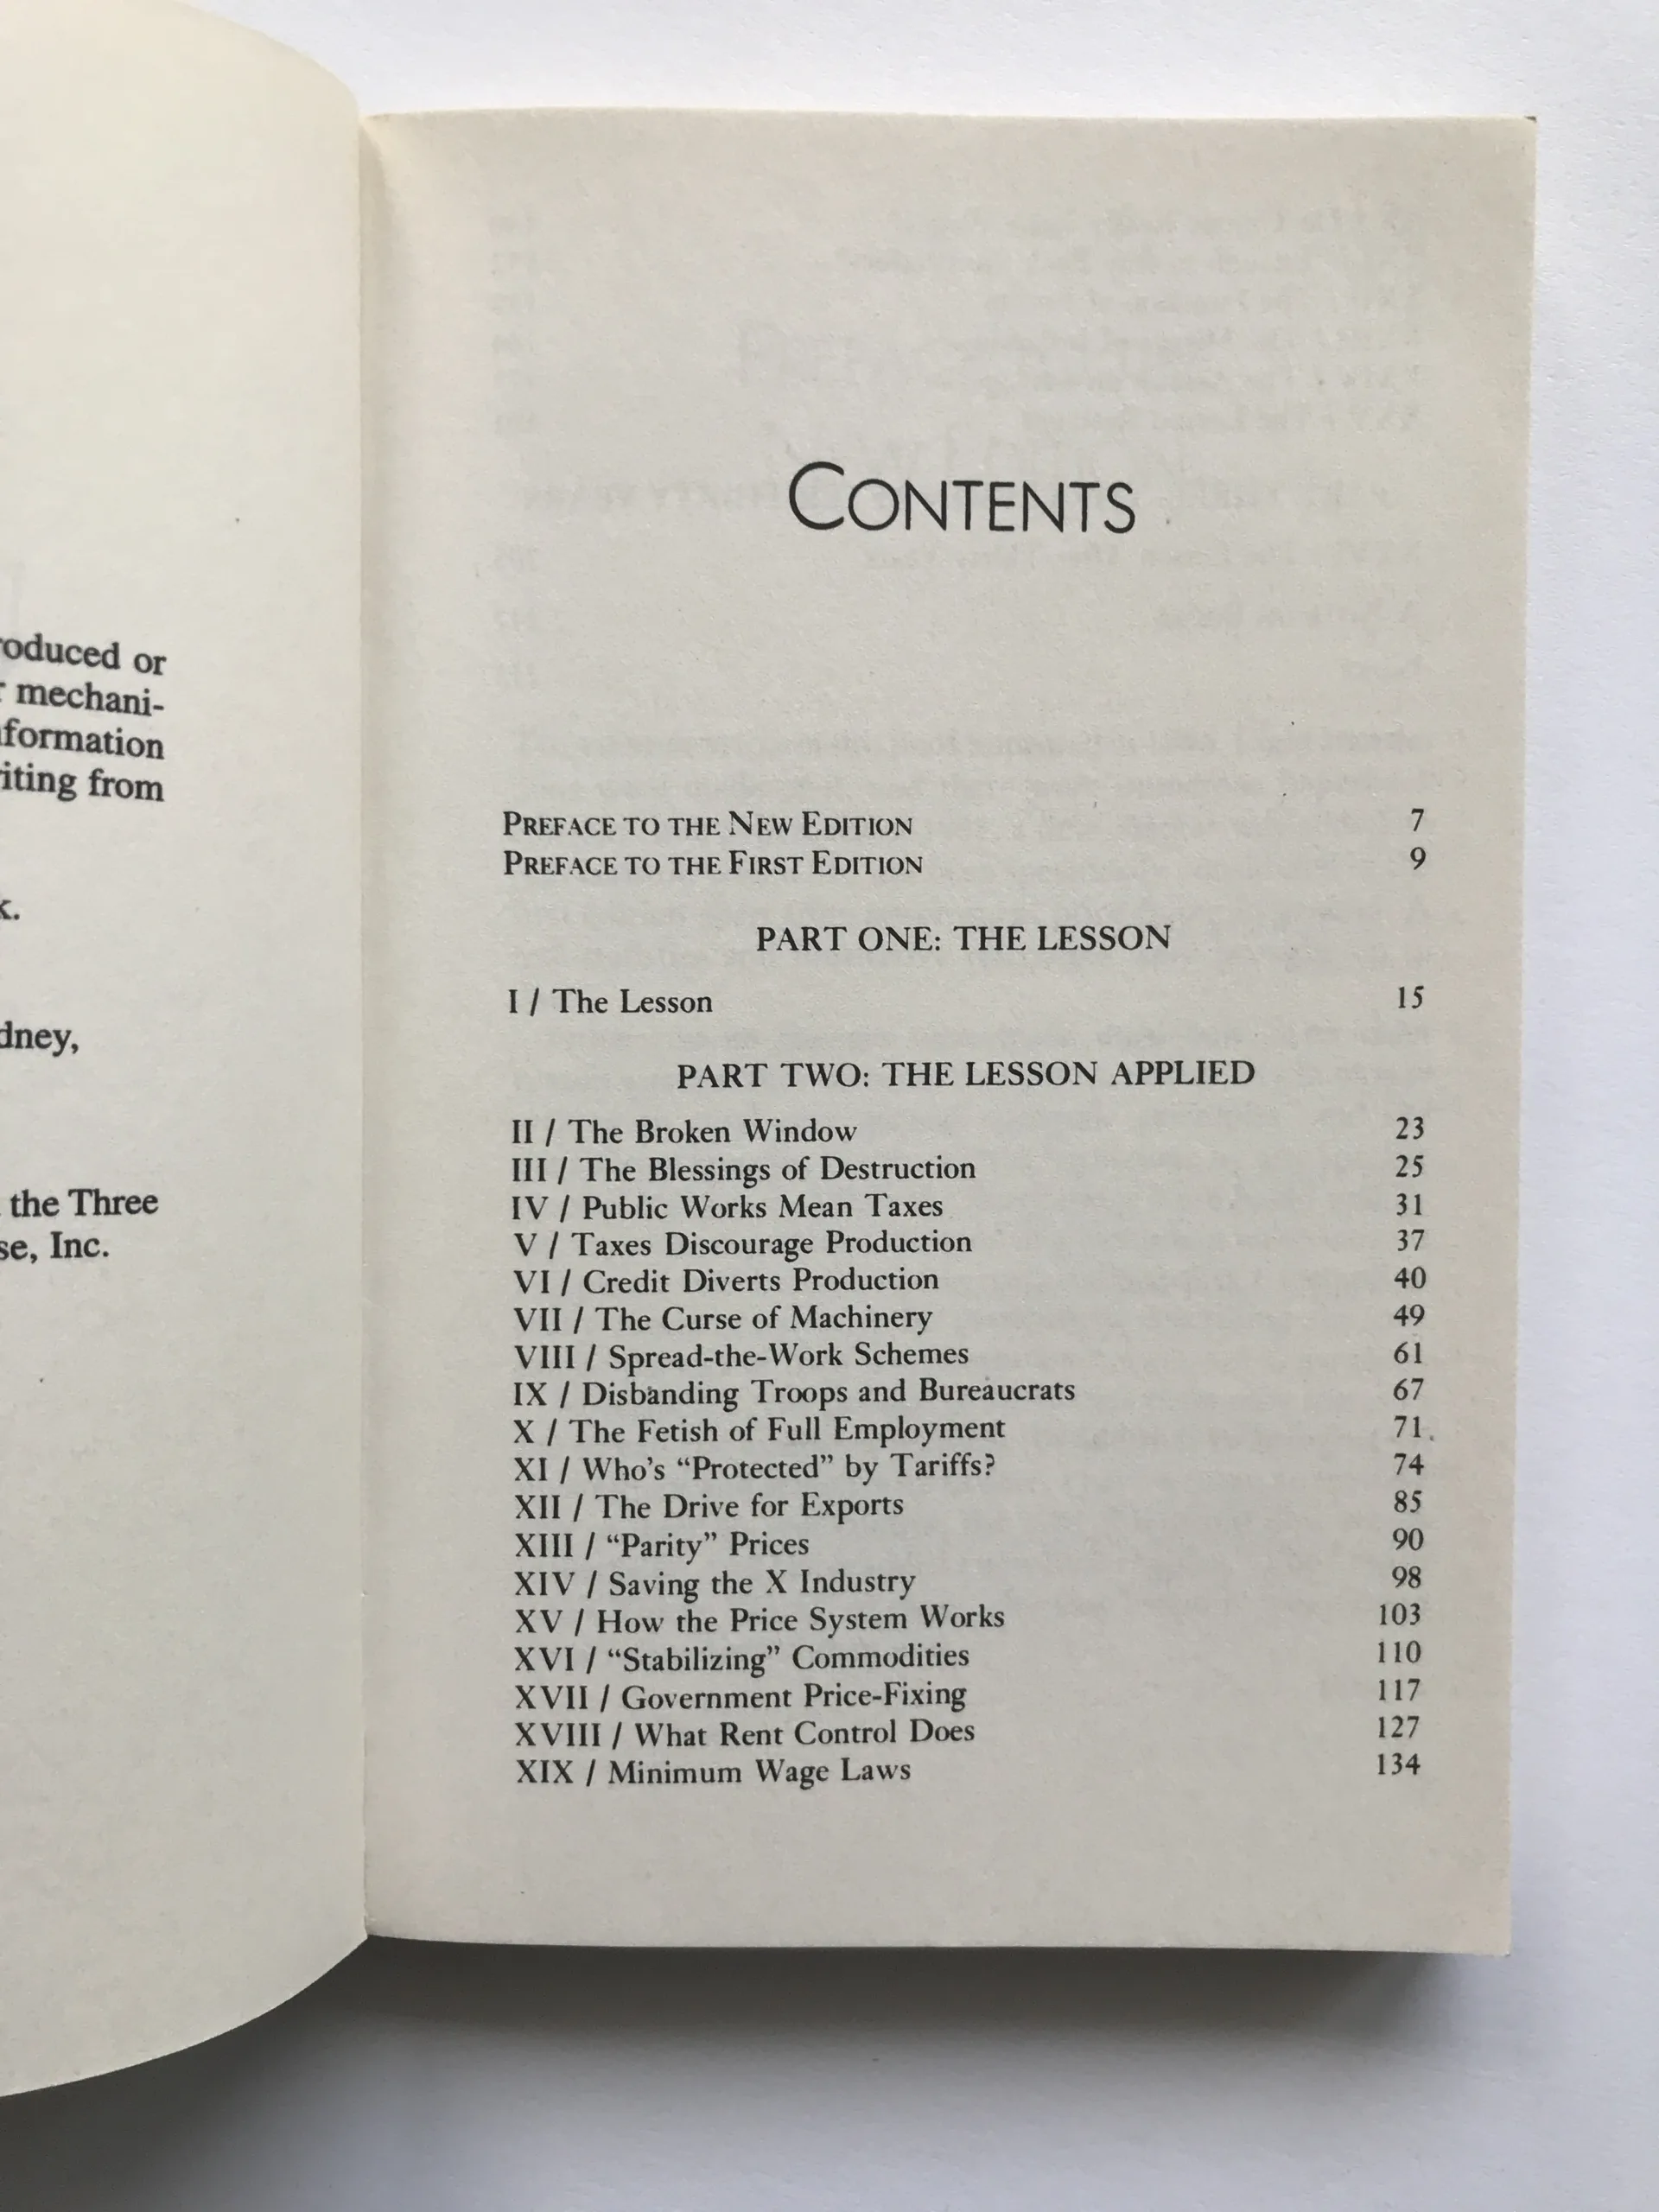 roduced or
mechani-
formation
iting from
k.
dney,
the Three
se, Inc.
CONTENTS
PREFACE TO THE NEW EDITION 7
PREFACE TO THE FIRST EDITION 9
PART ONE: THE LESSON
I / The Lesson 15
PART TWO: THE LESSON APPLIED
II / The Broken Window 23
III / The Blessings of Destruction 25
IV / Public Works Mean Taxes 31
V / Taxes Discourage Production 37
VI / Credit Diverts Production 40
VII / The Curse of Machinery 49
VIII / Spread-the-Work Schemes 61
IX / Disbanding Troops and Bureaucrats 67
X / The Fetish of Full Employment 71
XI / Who's “Protected” by Tariffs? 74
XII / The Drive for Exports 85
XIII / “Parity” Prices 90
XIV / Saving the X Industry 98
XV / How the Price System Works 103
XVI / “Stabilizing” Commodities 110
XVII / Government Price-Fixing 117
XVIII / What Rent Control Does 127
XIX / Minimum Wage Laws 134